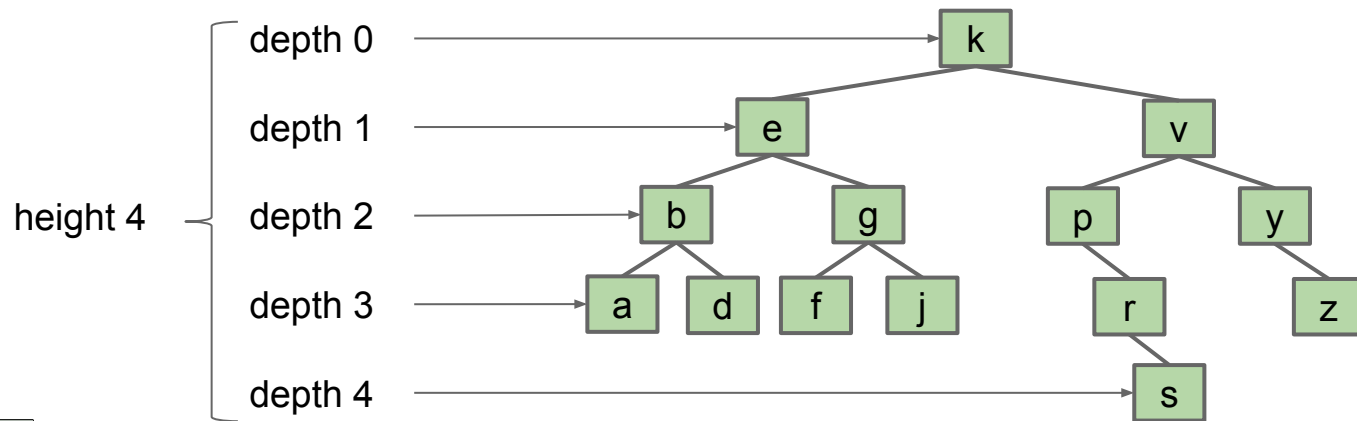 depth 0 k
depth 1 e v
height 4 depth 2 b g p y
depth 3 a d f j r z
depth 4 s